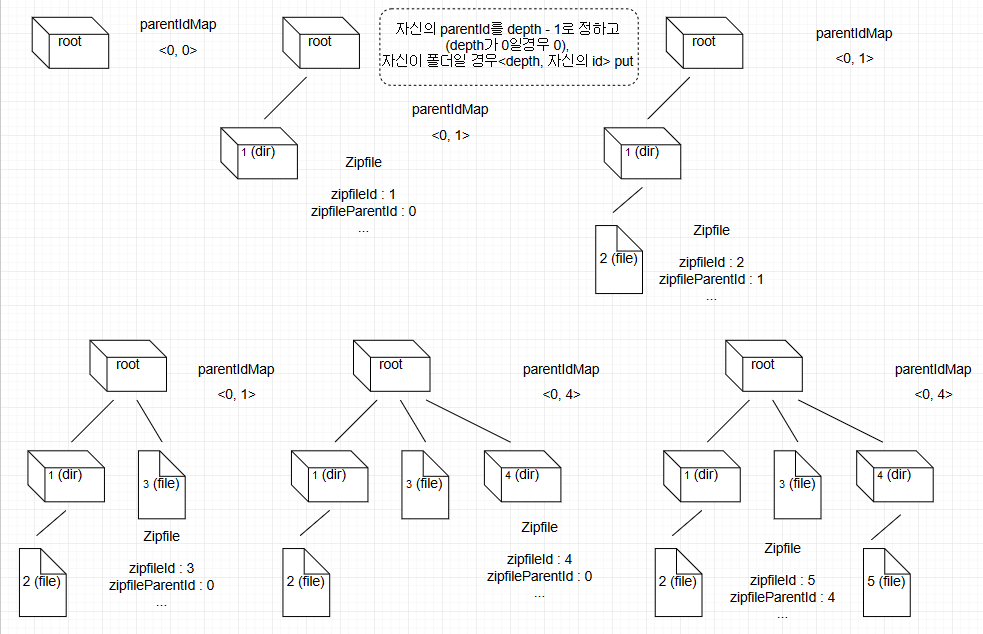 root
parentIdMap
<0, 0>
root
자신의 parentId를 depth - 1로 정하고
(depth가 0일경우 0),
자신이 폴더일 경우<depth, 자신의 id> put
parentIdMap
<0, 1>
1 (dir)
Zipfile
zipfileId : 1
zipfileParentId : 0
...
root
parentIdMap
<0, 1>
1 (dir)
2 (file)
Zipfile
zipfileId : 2
zipfileParentId : 1
...
root
parentIdMap
<0, 1>
1 (dir)
3 (file)
2 (file)
Zipfile
zipfileId : 3
zipfileParentId : 0
...
root
parentIdMap
<0, 4>
1 (dir)
3 (file)
4 (dir)
2 (file)
Zipfile
zipfileId : 4
zipfileParentId : 0
...
root
parentIdMap
<0, 4>
1 (dir)
3 (file)
4 (dir)
2 (file)
Zipfile
zipfileId : 5
zipfileParentId : 4
...
5 (file)